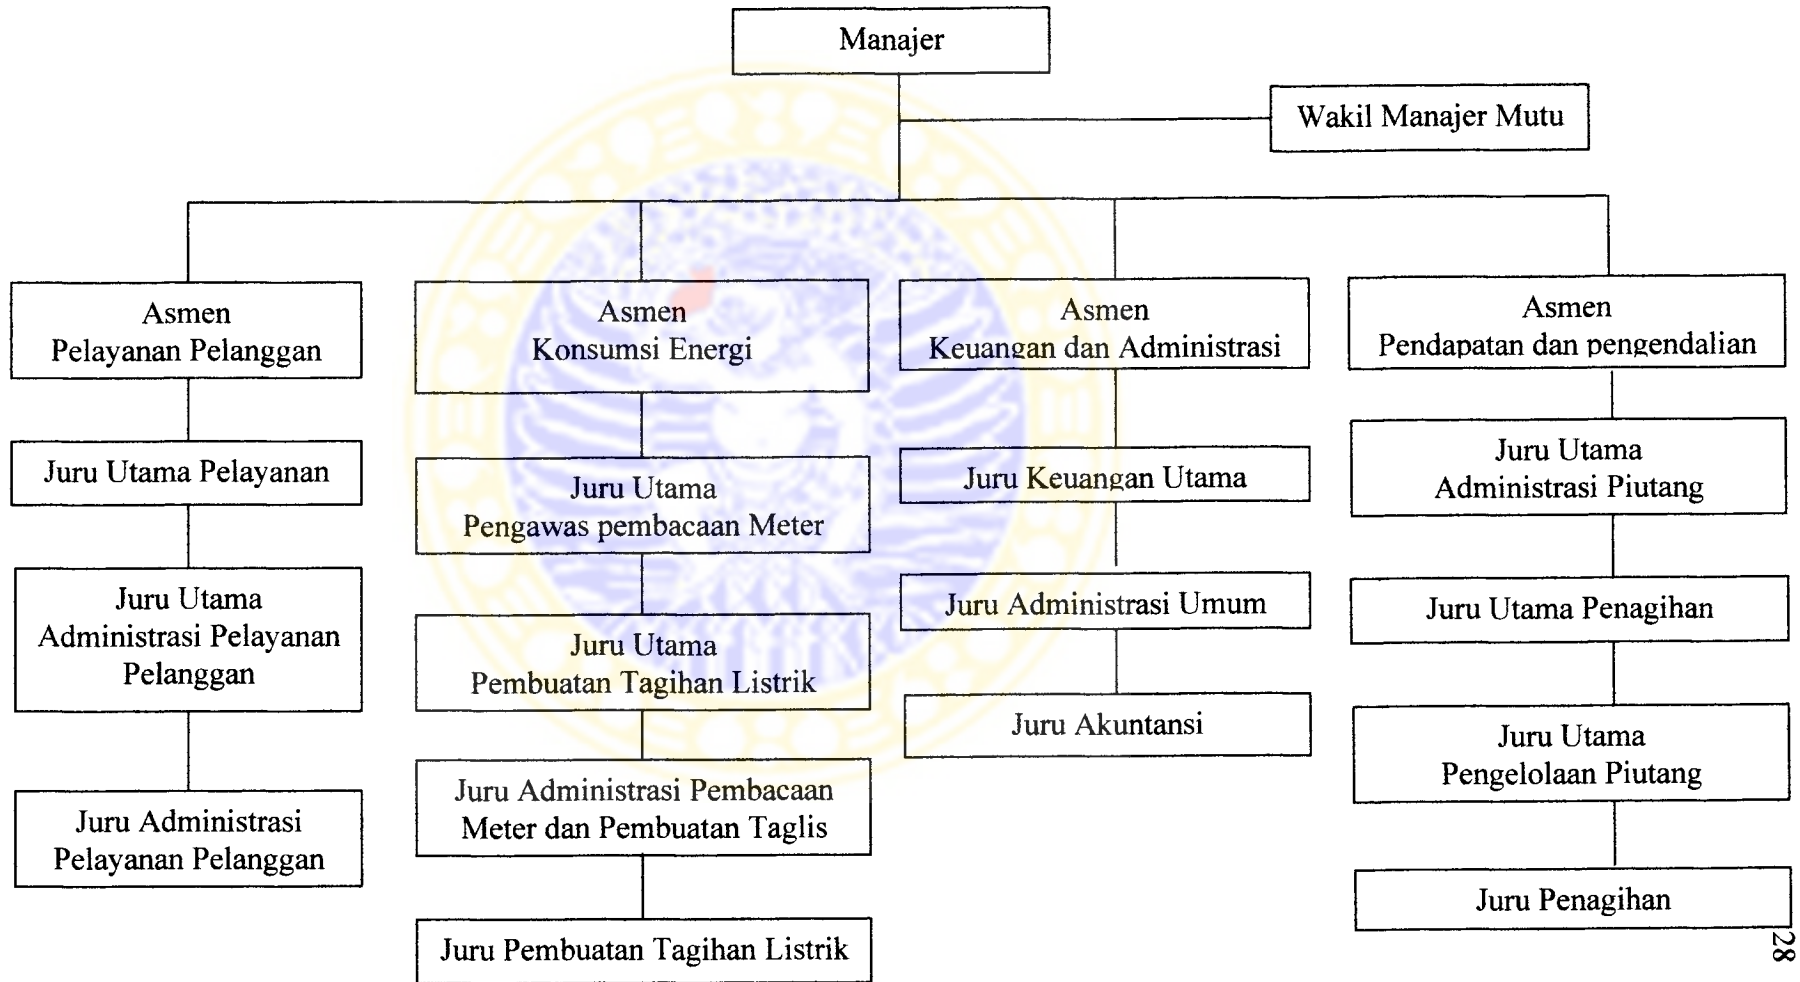 Manajer
Wakil Manajer Mutu
Asmen
Pelayanan Pelanggan
Juru Utama Pelayanan
Juru Utama
Administrasi Pelayanan
Pelanggan
Juru Administrasi
Pelayanan Pelanggan
Asmen
Konsumsi Energi
Juru Utama
Pengawas pembacaan Meter
Juru Utama
Pembuatan Tagihan Listrik
Juru Administrasi Pembacaan
Meter dan Pembuatan Taglis
Juru Pembuatan Tagihan Listrik
Asmen
Keuangan dan Administrasi
Juru Keuangan Utama
Juru Administrasi Umum
Juru Akuntansi
Asmen
Pendapatan dan pengendalian
Juru Utama
Administrasi Piutang
Juru Utama Penagihan
Juru Utama
Pengelolaan Piutang
Juru Penagihan
28